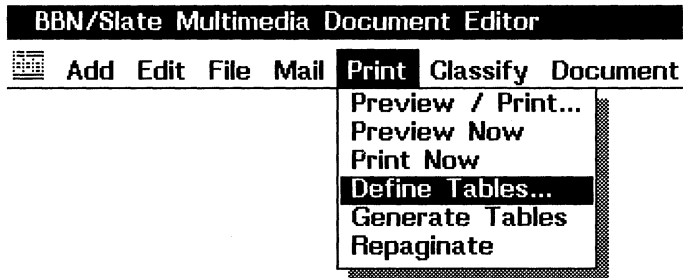 BBN/Slate Multimedia Document Editor
Add Edit File Mail Print Classify Document
Preview / Print...
Preview Now
Print Now
Define Tables...
Generate Tables
Repaginate